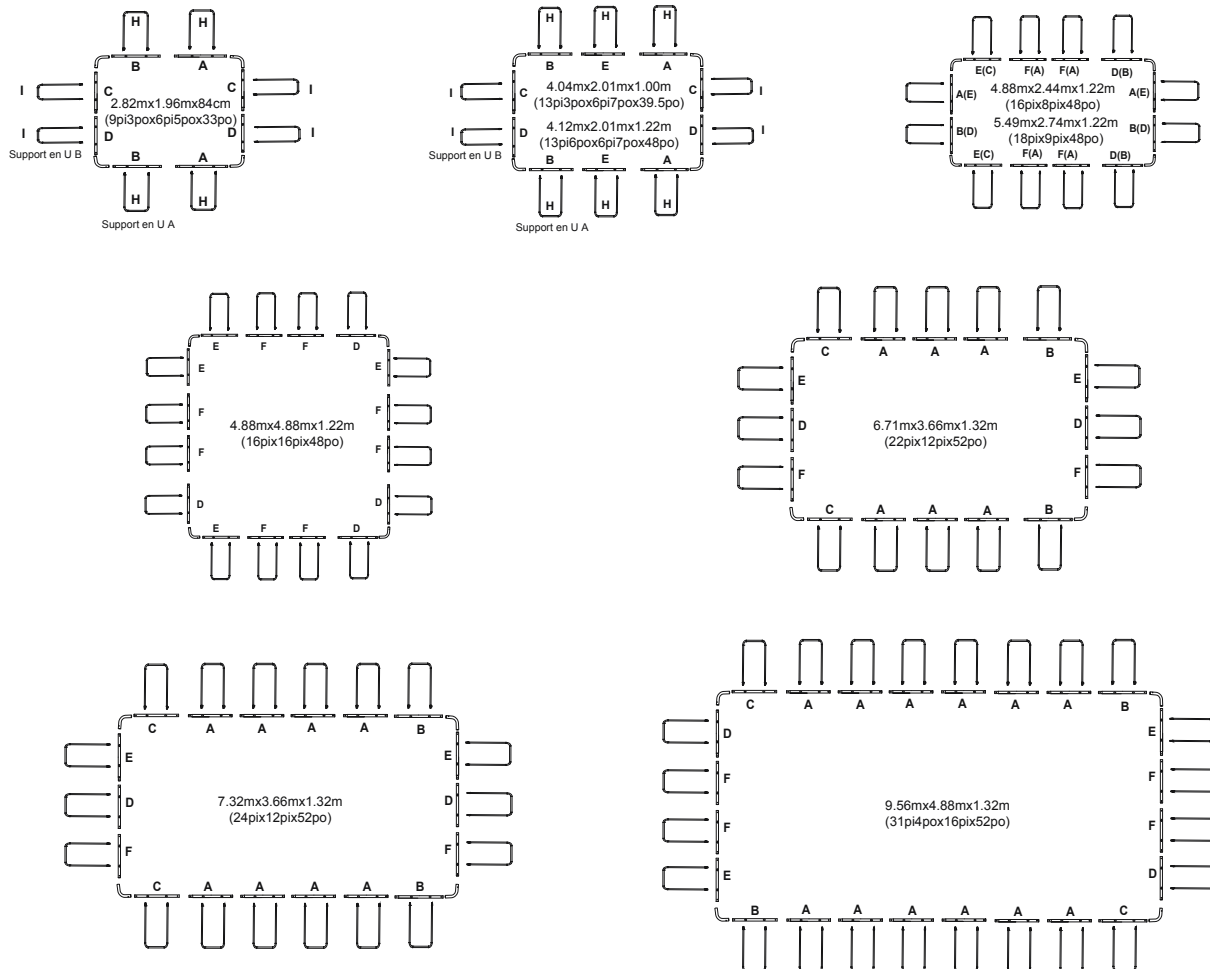 H H
B A
I C C I
2.82mx1.96mx84cm
(9pi3pox6pi5pox33po)
I D D I
Support en U B
B A
H H
Support en U A
H H H
B E A
I C C I
4.04mx2.01mx1.00m
(13pi3pox6pi7pox39.5po)
I D D I
4.12mx2.01mx1.22m
(13pi6pox6pi7pox48po)
Support en U B
B E A
H H H
Support en U A
E(C) F(A) F(A) D(B)
A(E) A(E)
4.88mx2.44mx1.22m
(16pix8pix48po)
B(D) B(D)
5.49mx2.74mx1.22m
(18pix9pix48po)
E(C) F(A) F(A) D(B)
E F F D
E E
F F
4.88mx4.88mx1.22m
(16pix16pix48po)
F F
D D
E F F D
C A A A B
E E
D D
6.71mx3.66mx1.32m
(22pix12pix52po)
F F
C A A A B
C A A A A B
E E
D D
7.32mx3.66mx1.32m
(24pix12pix52po)
F F
C A A A A B
C A A A A A A B
D E
F F
9.56mx4.88mx1.32m
(31pi4pox16pix52po)
F F
E D
B A A A A A A C